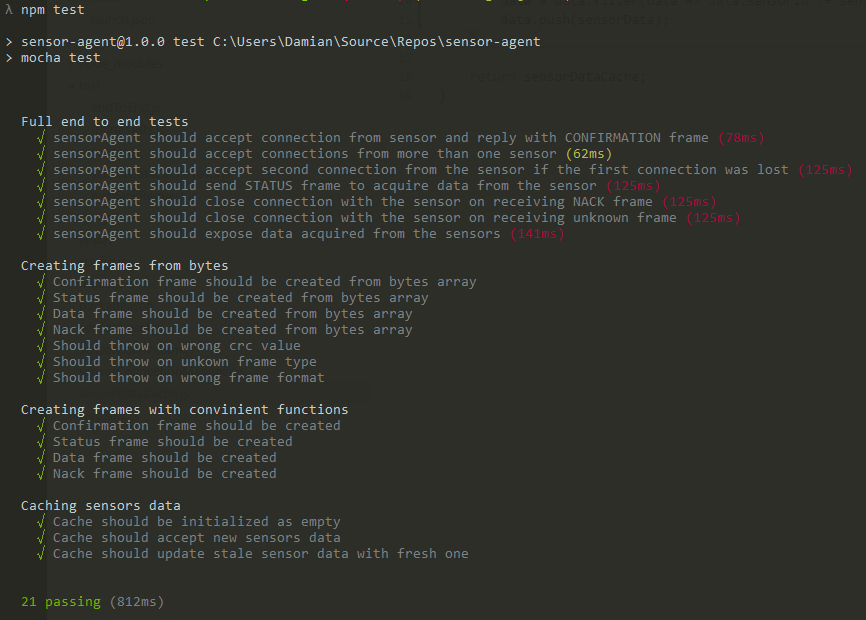 λ npm test
> sensor-agent@1.0.0 test C:\Users\Damian\Source\Repos\sensor-agent
> mocha test
Full end to end tests
√ sensorAgent should accept connection from sensor and reply with CONFIRMATION frame (78ms)
√ sensorAgent should accept connections from more than one sensor (62ms)
√ sensorAgent should accept second connection from the sensor if the first connection was lost (125ms)
√ sensorAgent should send STATUS frame to acquire data from the sensor (125ms)
√ sensorAgent should close connection with the sensor on receiving NACK frame (125ms)
√ sensorAgent should close connection with the sensor on receiving unknown frame (125ms)
√ sensorAgent should expose data acquired from the sensors (141ms)
Creating frames from bytes
√ Confirmation frame should be created from bytes array
√ Status frame should be created from bytes array
√ Data frame should be created from bytes array
√ Nack frame should be created from bytes array
√ Should throw on wrong crc value
√ Should throw on unkown frame type
√ Should throw on wrong frame format
Creating frames with convinient functions
√ Confirmation frame should be created
√ Status frame should be created
√ Data frame should be created
√ Nack frame should be created
Caching sensors data
√ Cache should be initialized as empty
√ Cache should accept new sensors data
√ Cache should update stale sensor data with fresh one
21 passing (812ms)